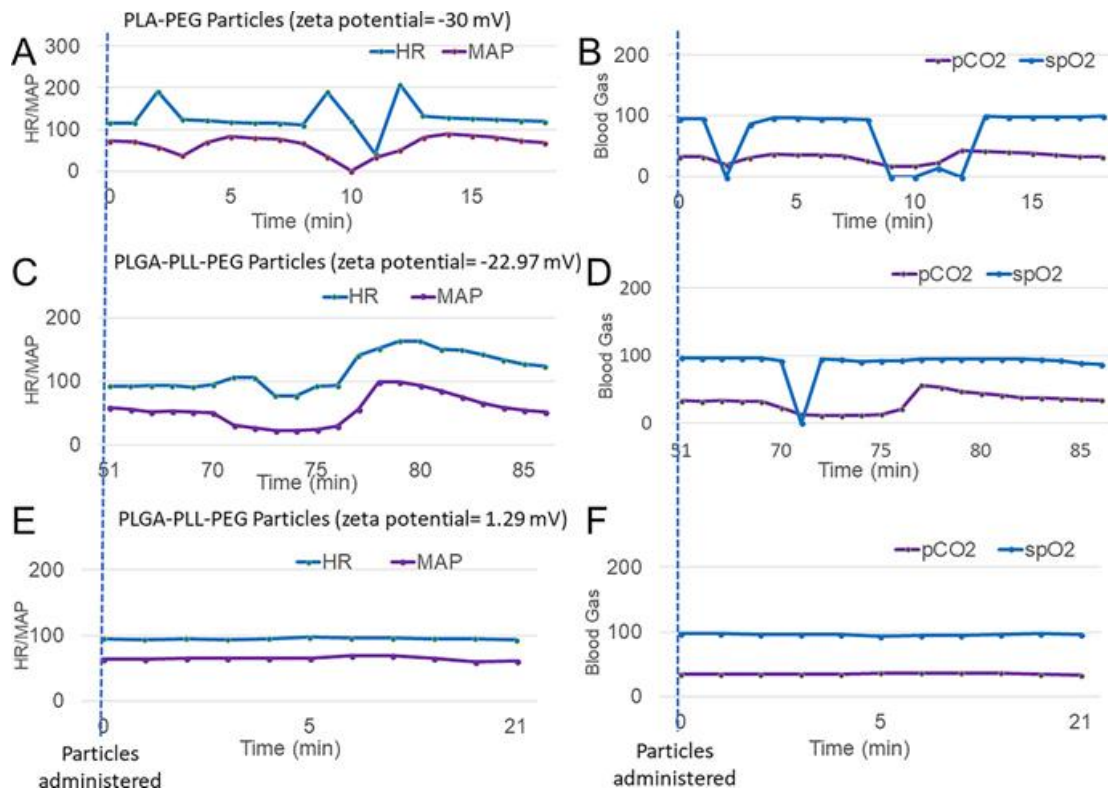 PLA-PEG Particles (zeta potential= -30 mV)
A
300
200
100
0
HR/MAP
HR MAP
0 5 10 15
Time (min)
B
200
100
0
Blood Gas
pCO2 spO2
0 5 10 15
Time (min)
PLGA-PLL-PEG Particles (zeta potential= -22.97 mV)
C
200
100
0
HR/MAP
HR MAP
51 70 75 80 85
Time (min)
D
200
100
0
Blood Gas
pCO2 spO2
51 70 75 80 85
Time (min)
PLGA-PLL-PEG Particles (zeta potential= 1.29 mV)
E
200
100
0
HR/MAP
HR MAP
0 5 21
Time (min)
Particles
administered
F
200
100
0
Blood Gas
pCO2 spO2
0 5 21
Time (min)
Particles
administered